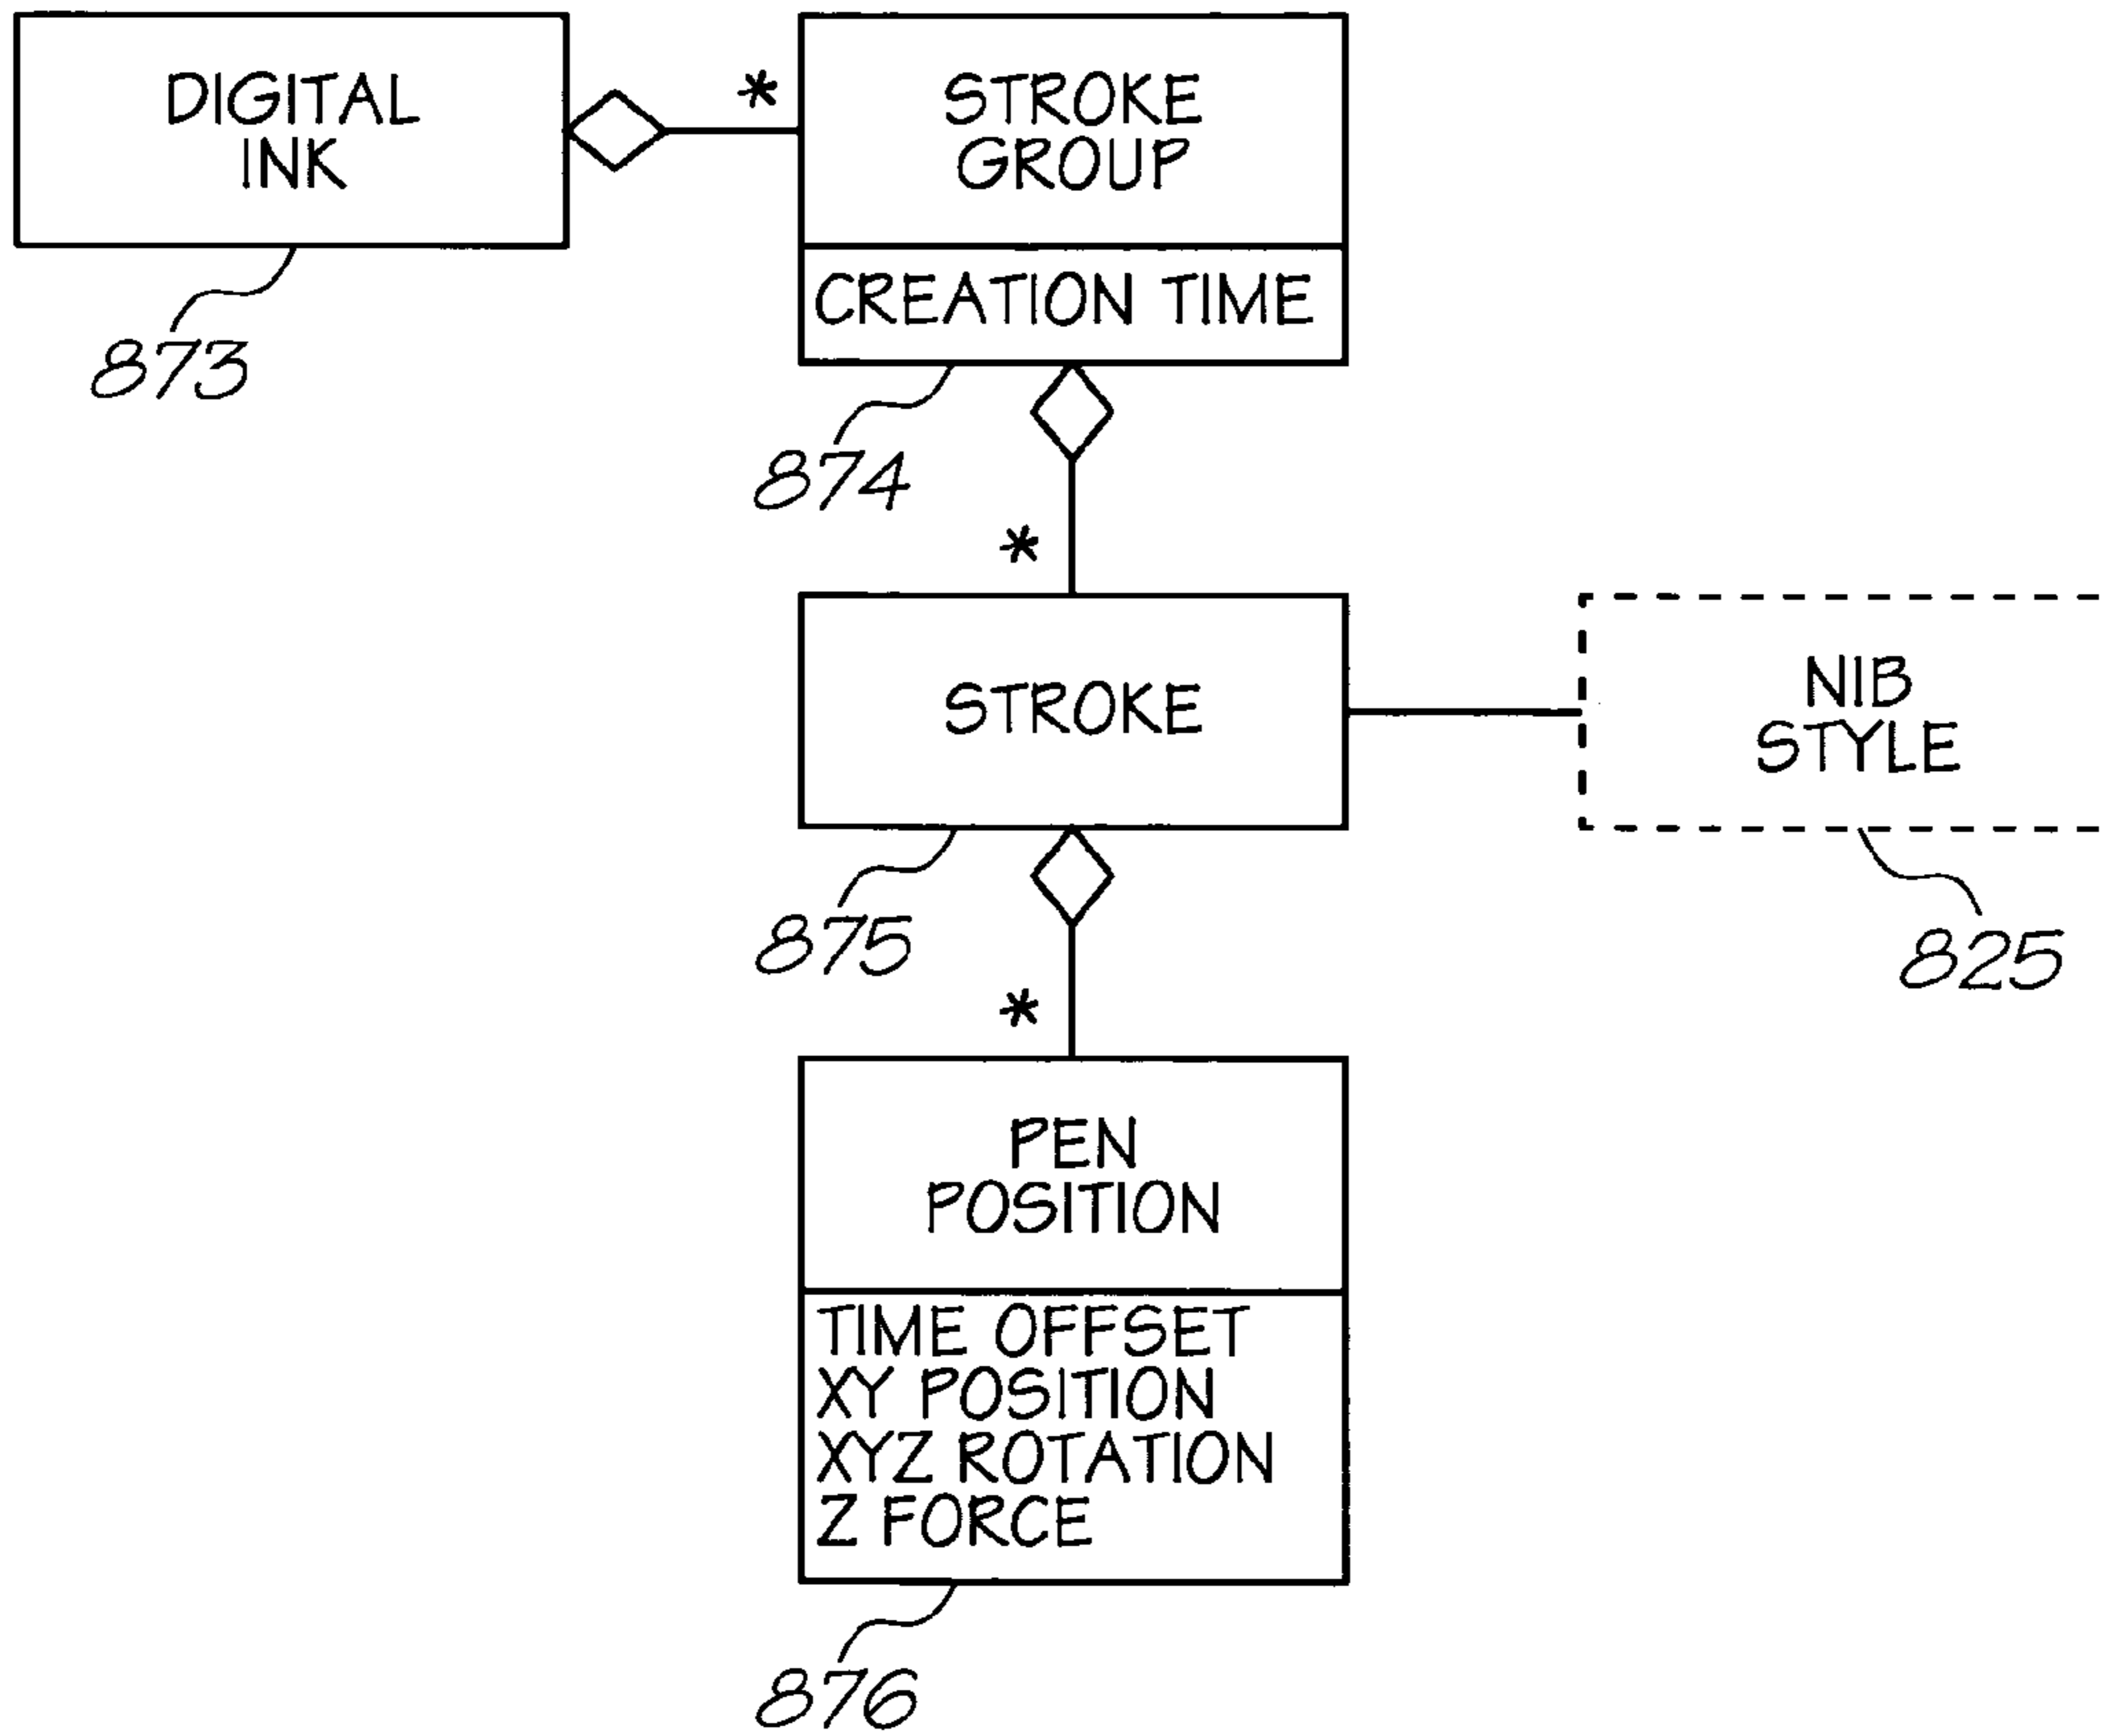 DIGITAL
INK
873
*
STROKE
GROUP
CREATION TIME
874
*
STROKE
875
NIB
STYLE
825
*
PEN
POSITION
TIME OFFSET
XY POSITION
XYZ ROTATION
Z FORCE
876